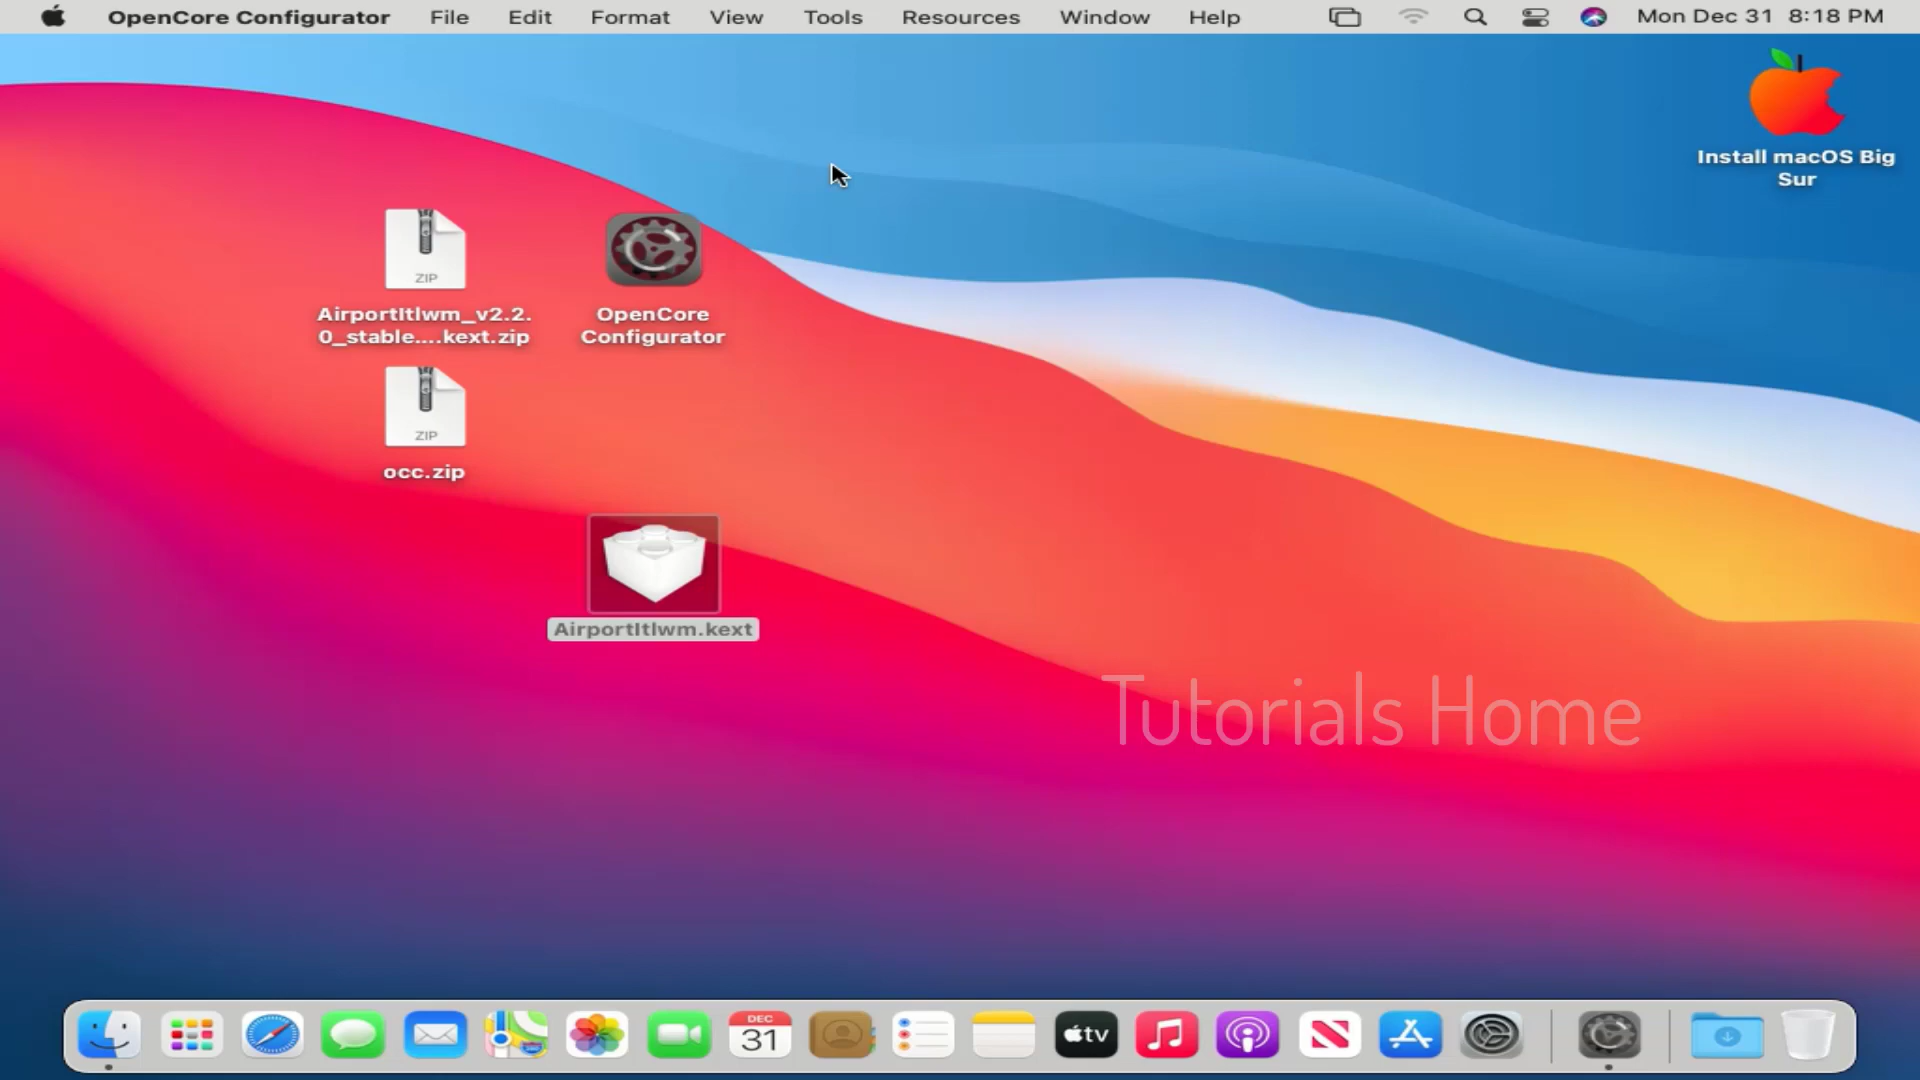 OpenCore Configurator File Edit Format View Tools Resources Window Help Mon Dec 31 8:18 PM
Install macOS Big
Sur
ZIP
AirportItlwm_v2.2.
0_stable....kext.zip
OpenCore
Configurator
ZIP
occ.zip
AirportItlwm.kext
Tutorials Home
DEC
31
tv